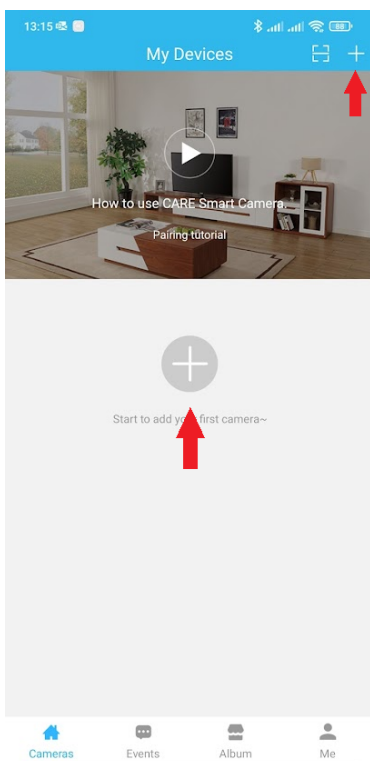 13:15
My Devices
How to use CARE Smart Camera.
Pairing tutorial
Start to add your first camera~
Cameras
Events
Album
Me